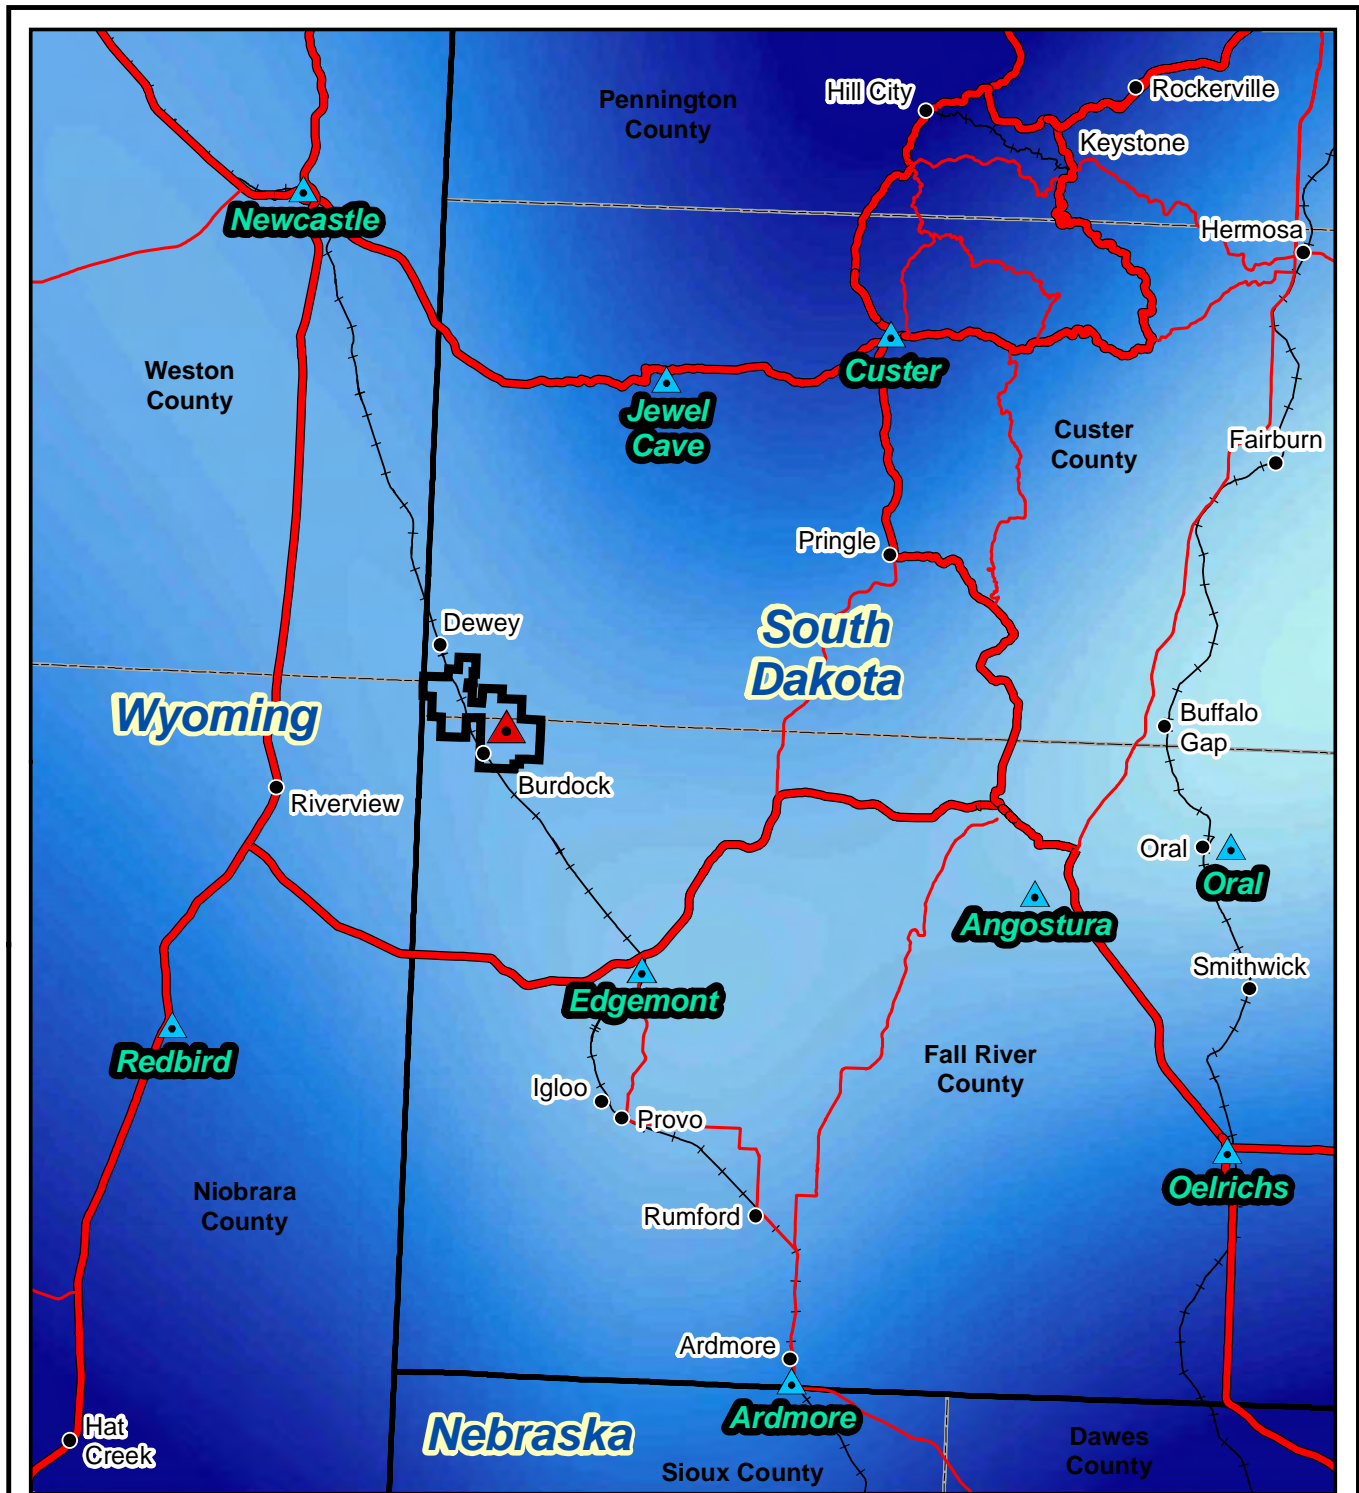 Pennington
County
Hill City
Rockerville
Keystone
Newcastle
Hermosa
Weston
County
Custer
Jewel
Cave
Custer
County
Fairburn
Pringle
Dewey
South
Dakota
Wyoming
Buffalo
Gap
Burdock
Riverview
Oral
Oral
Angostura
Smithwick
Edgemont
Redbird
Fall River
County
Igloo
Provo
Niobrara
County
Oelrichs
Rumford
Ardmore
Ardmore
Nebraska
Hat
Creek
Dawes
County
Sioux County